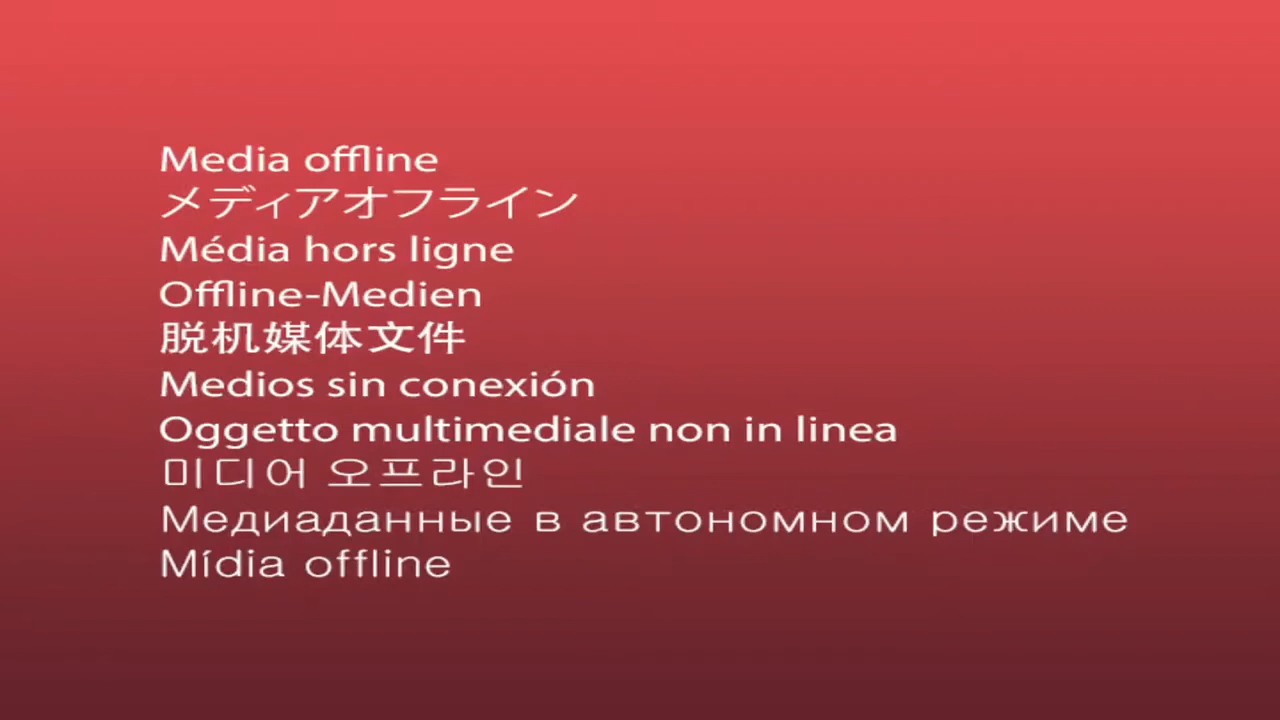 Media offline
メディアオフライン
Média hors ligne
Offline-Medien
脱机媒体文件
Medios sin conexión
Oggetto multimediale non in linea
미디어 오프라인
Медиаданные в автономном режиме
Mídia offline